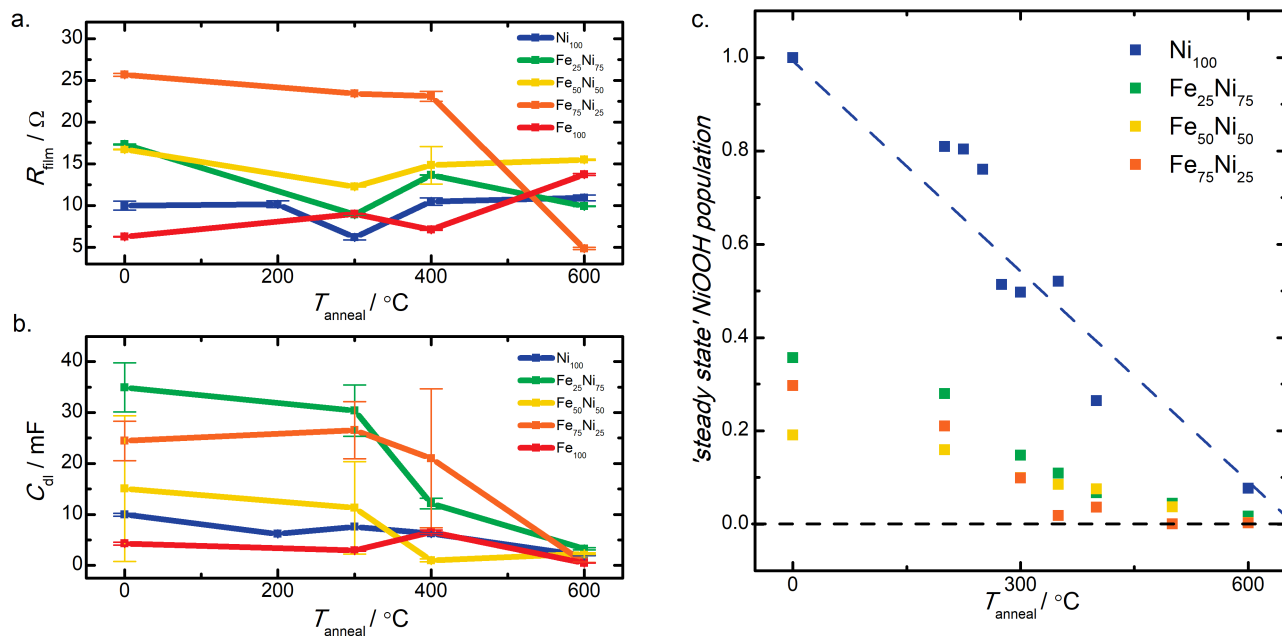 a.
30
25
20
15
10
5
R_film / Ω
0 200 400 600
T_anneal / °C
Ni₁₀₀
Fe₂₅Ni₇₅
Fe₅₀Ni₅₀
Fe₇₅Ni₂₅
Fe₁₀₀
b.
40
30
20
10
0
C_dl / mF
0 200 400 600
T_anneal / °C
Ni₁₀₀
Fe₂₅Ni₇₅
Fe₅₀Ni₅₀
Fe₇₅Ni₂₅
Fe₁₀₀
c.
1.0
0.8
0.6
0.4
0.2
0.0
'steady state' NiOOH population
0 300 600
T_anneal / °C
Ni₁₀₀
Fe₂₅Ni₇₅
Fe₅₀Ni₅₀
Fe₇₅Ni₂₅